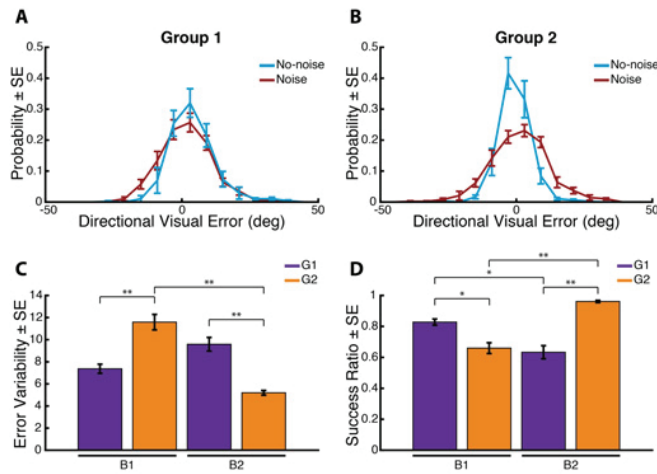 A
Group 1
No-noise
Noise
Probability ± SE
0.5
0.4
0.3
0.2
0.1
0
-50
0
50
Directional Visual Error (deg)
B
Group 2
No-noise
Noise
Probability ± SE
0.5
0.4
0.3
0.2
0.1
0
-50
0
50
Directional Visual Error (deg)
C
G1
G2
Error Variability ± SE
14
12
10
8
6
4
2
0
**
**
**
B1
B2
D
G1
G2
Success Ratio ± SE
1
0.8
0.6
0.4
0.2
0
**
*
*
**
B1
B2